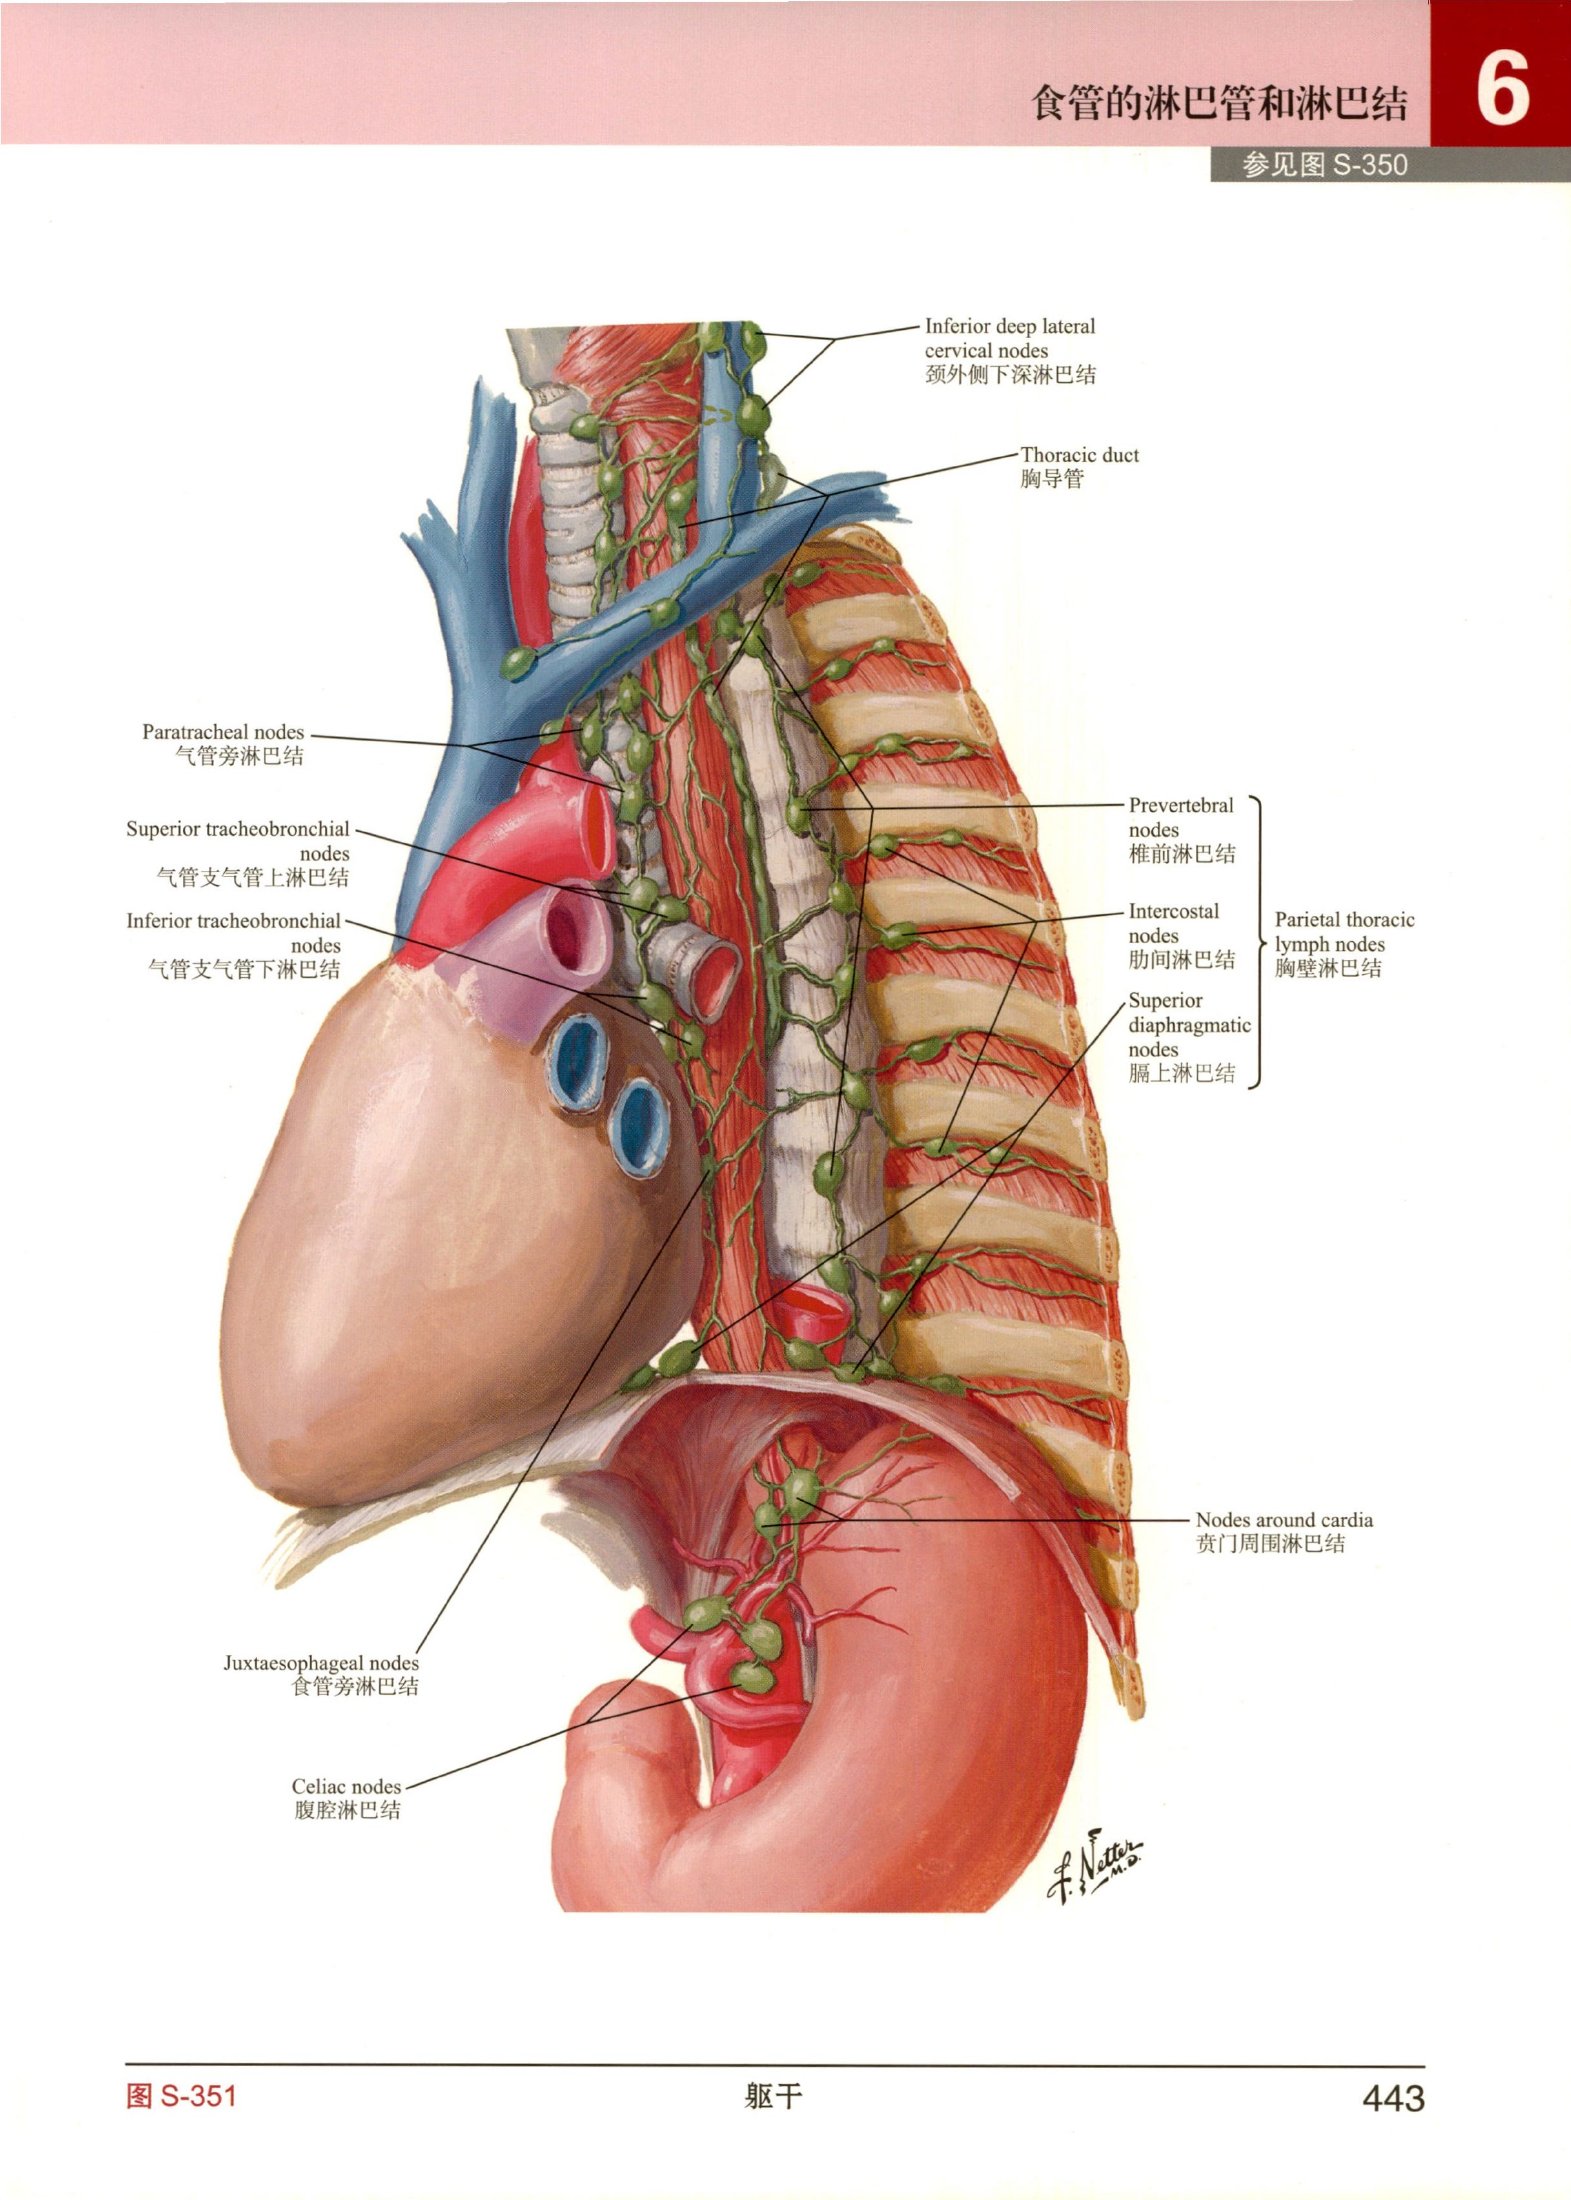 食管的淋巴管和淋巴结
6
参见图 S-350
Inferior deep lateral
cervical nodes
颈外侧下深淋巴结
Thoracic duct
胸导管
Paratracheal nodes
气管旁淋巴结
Superior tracheobronchial
nodes
气管支气管上淋巴结
Inferior tracheobronchial
nodes
气管支气管下淋巴结
Prevertebral
nodes
椎前淋巴结
Intercostal
nodes
肋间淋巴结
Superior
diaphragmatic
nodes
膈上淋巴结
Parietal thoracic
lymph nodes
胸壁淋巴结
Nodes around cardia
贲门周围淋巴结
Juxtaesophageal nodes
食管旁淋巴结
Celiac nodes
腹腔淋巴结
F. Netter
M.D.
图 S-351
躯干
443